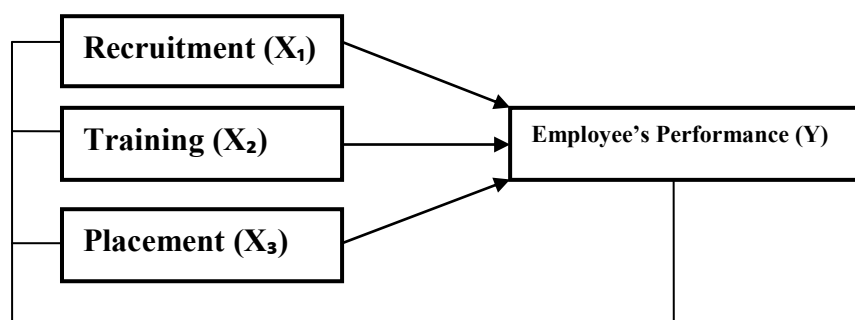 Recruitment (X₁)
Training (X₂)
Employee’s Performance (Y)
Placement (X₃)